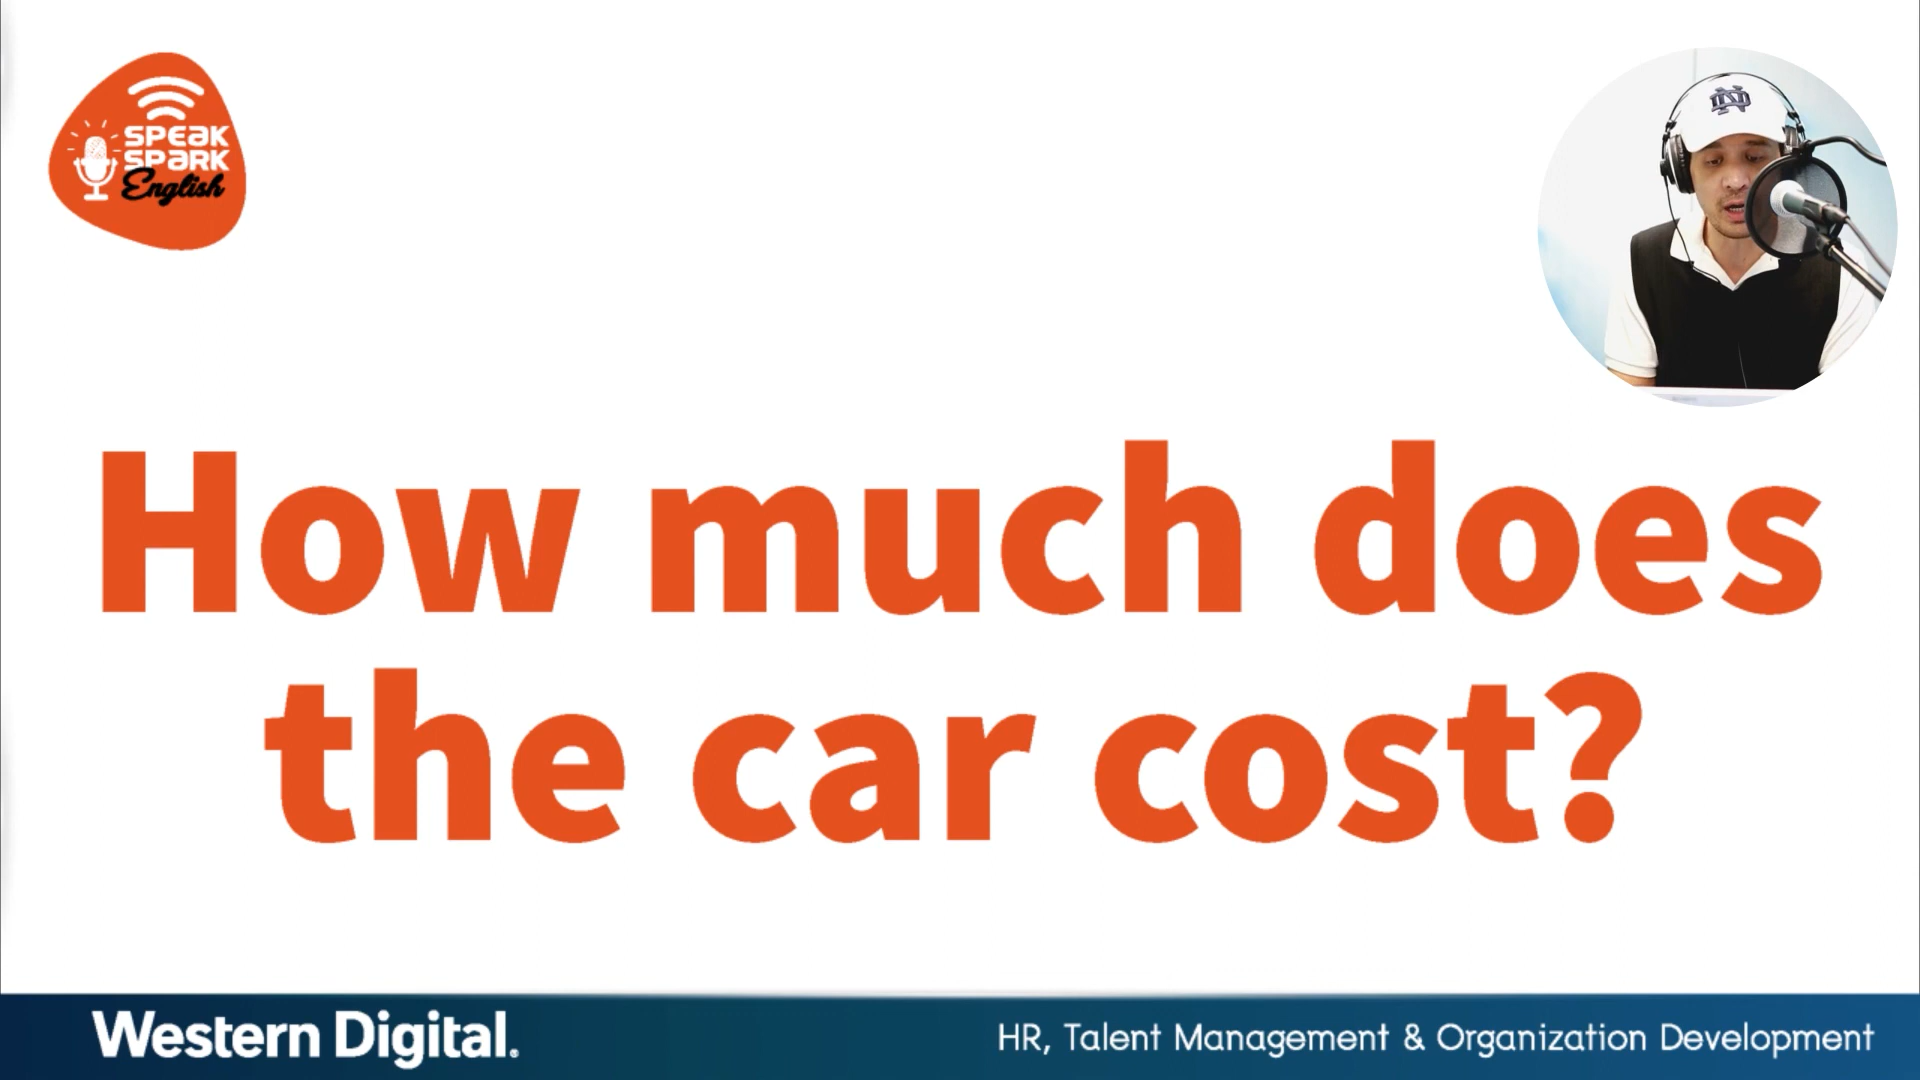 SPEAK
SPARK
English
How much does
the car cost?
Western Digital.
HR, Talent Management & Organization Development